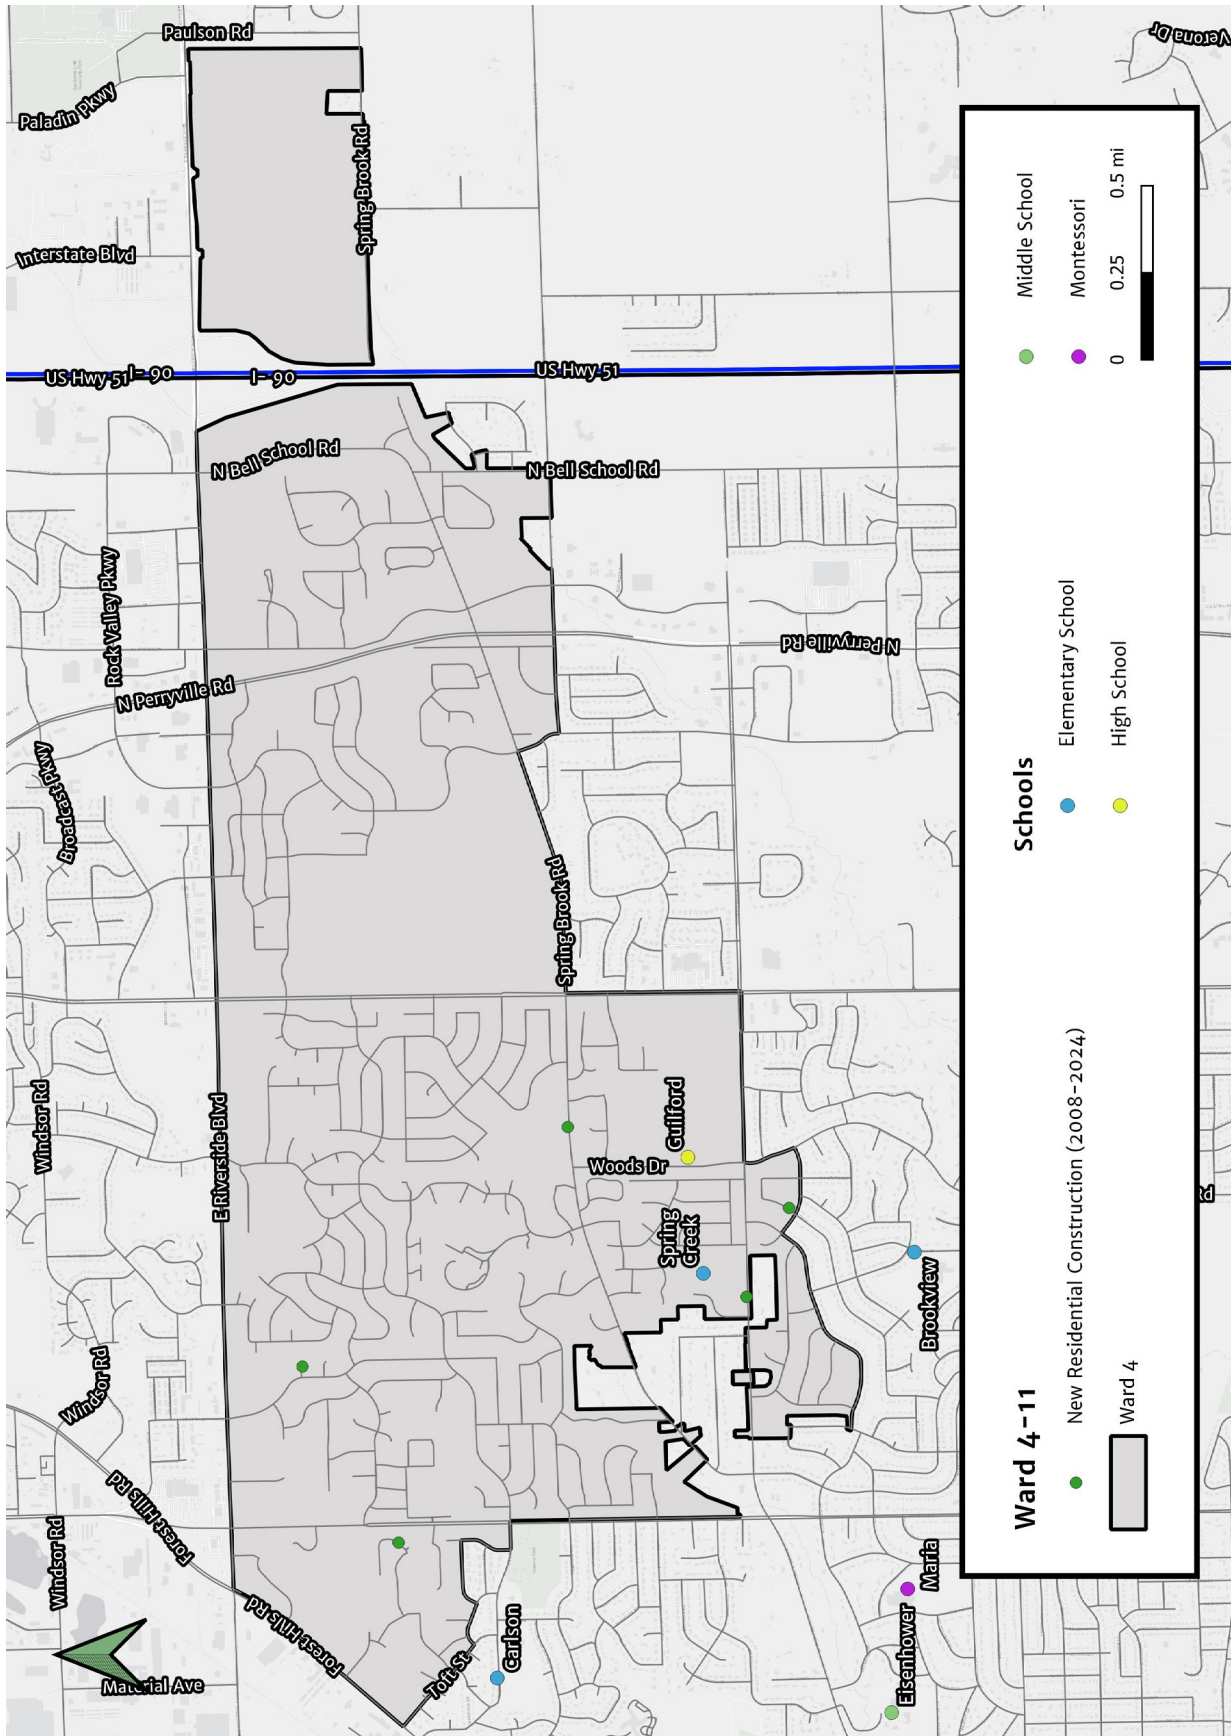 Windsor Rd
Material Ave
Forest Hills Rd
Forest Hills Rd
Windsor Rd
Windsor Rd
Broadcast Pkwy
N Perryville Rd
Rock Valley Pkwy
US Hwy 51
I- 90
Interstate Blvd
Paladin Pkwy
Paulson Rd
E Riverside Blvd
N Bell School Rd
I- 90
Spring Brook Rd
Toft St
Carlson
Spring Brook Rd
N Bell School Rd
US Hwy 51
Woods Dr
Guilford
Spring
Creek
N Perryville Rd
Eisenhower
Maria
Brookview
Verona Dr
Rd
Ward 4-11
New Residential Construction (2008-2024)
Ward 4
Schools
Elementary School
High School
Middle School
Montessori
0 0.25 0.5 mi